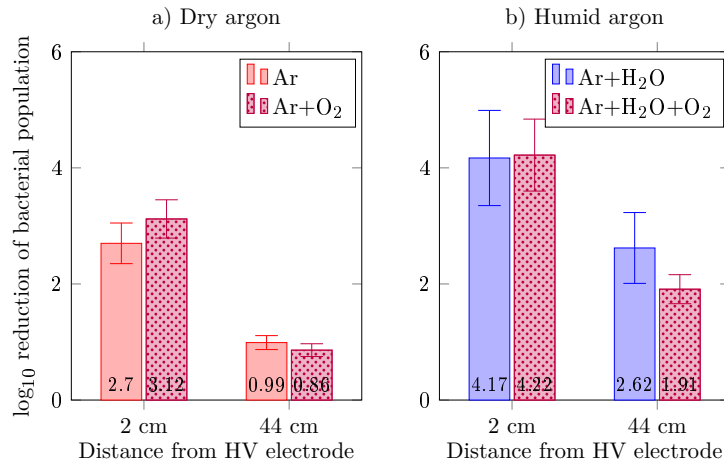 a) Dry argon
b) Humid argon
log10 reduction of bacterial population
6
4
2
0
Ar
Ar+O2
2.7
3.12
0.99
0.86
2 cm
44 cm
Distance from HV electrode
6
4
2
0
Ar+H2O
Ar+H2O+O2
4.17
4.22
2.62
1.91
2 cm
44 cm
Distance from HV electrode